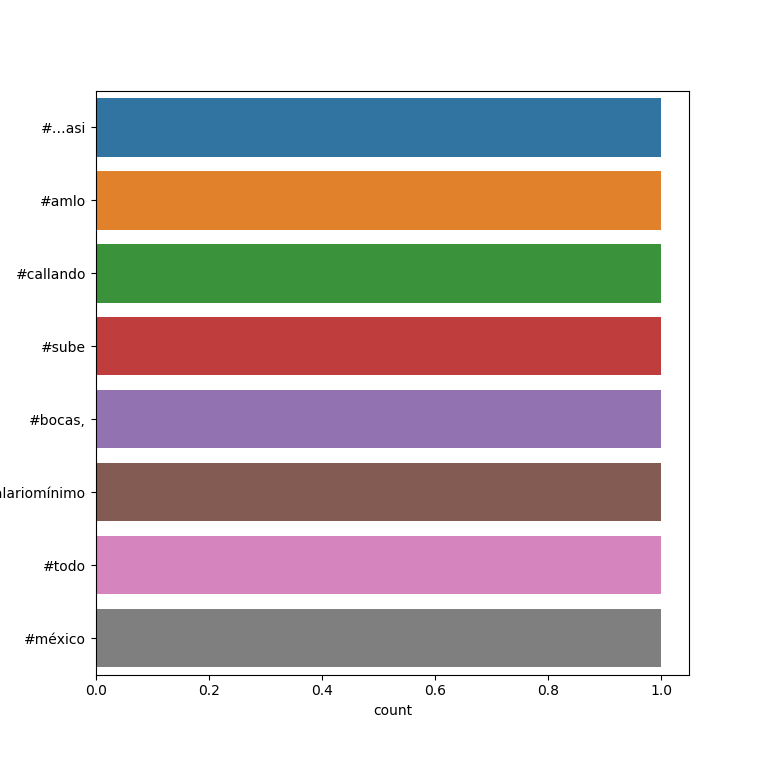 #...asi
#amlo
#callando
#sube
#bocas,
lariomínimo
#todo
#méxico
0.0 0.2 0.4 0.6 0.8 1.0
count